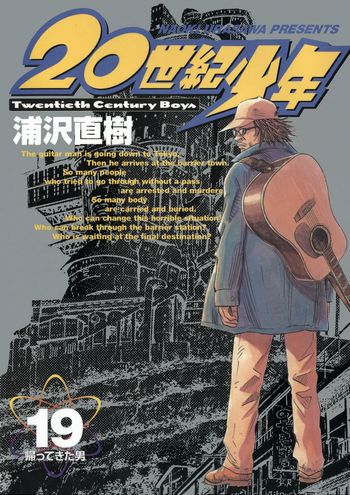 NAOKI URASAWA PRESENTS
20世紀少年
Twentieth Century Boys
浦沢直樹
The guitar man is going down to Tokyo.
Then he arrives at the barrier town.
So many people
who tried to go through without a pass
are arrested and murdere
So many body
are carried and buried.
Who can change this horrible situation
Who can break through the barrier station?
Who is waiting at the final destination?
19
帰ってきた男